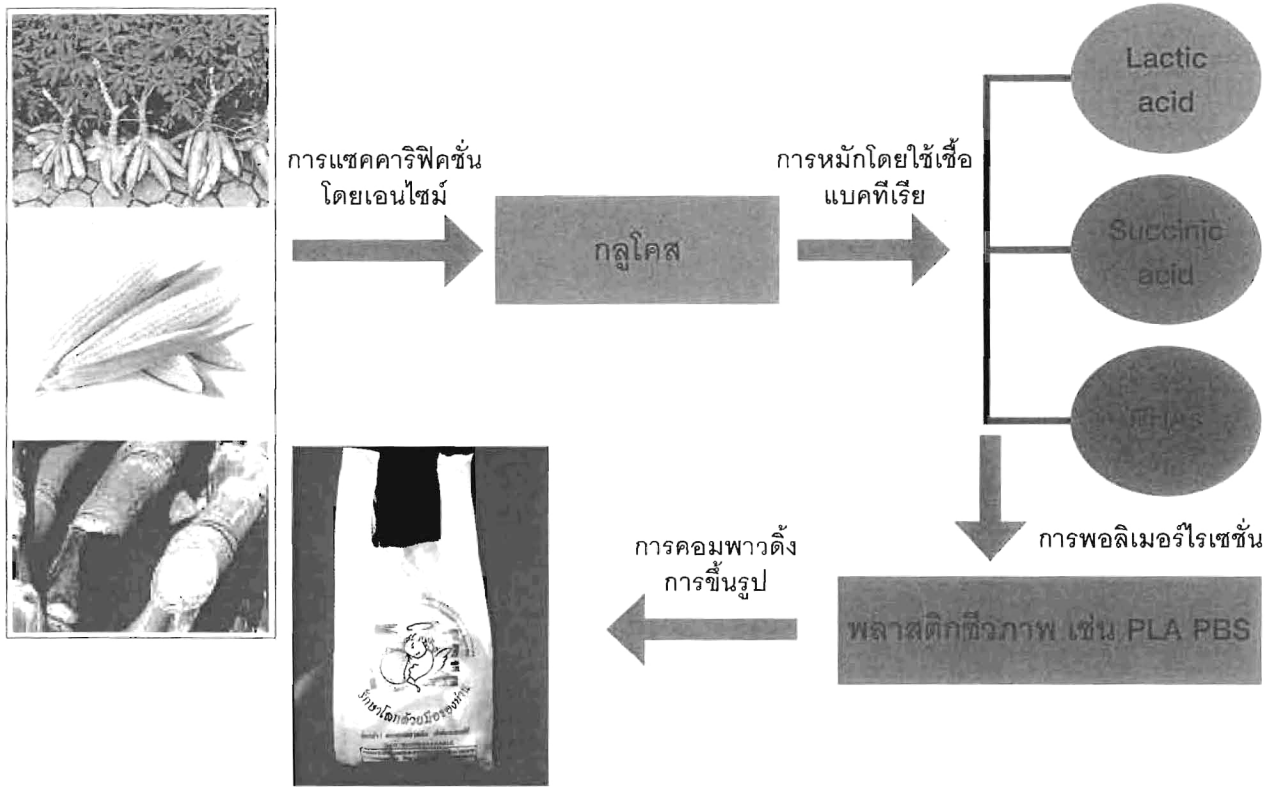 การแซคคาริฟิคชั่น
โดยเอนไซม์
กลูโคส
การหมักโดยใช้เชื้อ
แบคทีเรีย
Lactic
acid
Succinic
acid
PHAs
การพอลิเมอร์ไรเซชั่น
พลาสติกชีวภาพ เช่น PLA PBS
การคอมพาวดิ้ง
การขึ้นรูป
รักษาโลกด้วยมือของท่าน